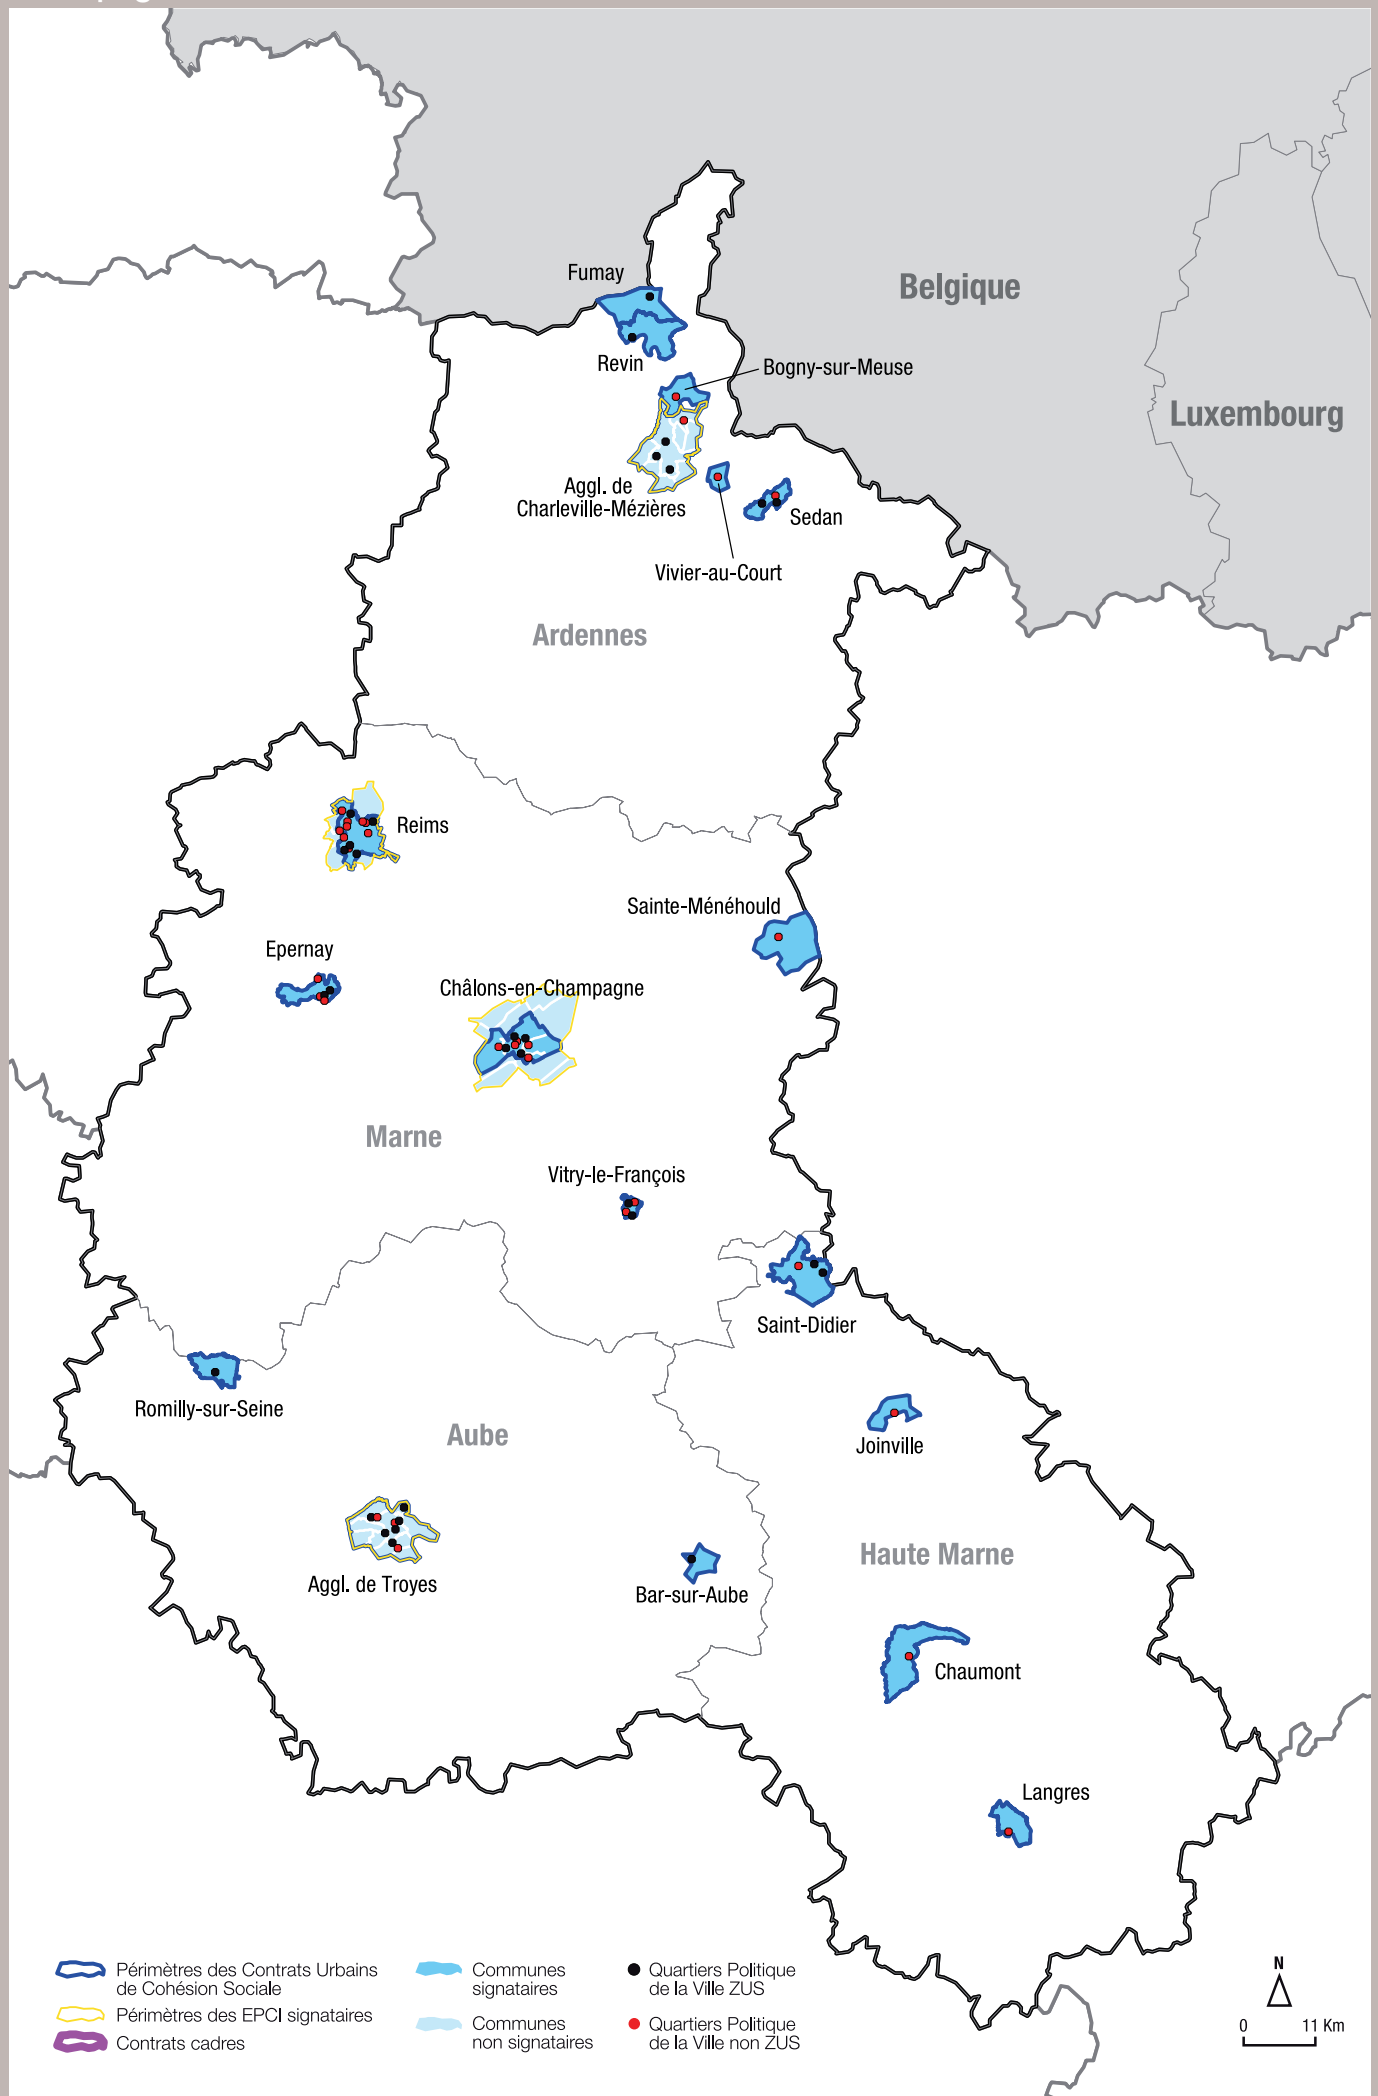 Fumay
Belgique
Revin
Bogny-sur-Meuse
Luxembourg
Aggl. de
Charleville-Mézières
Sedan
Vivier-au-Court
Ardennes
Reims
Sainte-Ménéhould
Epernay
Châlons-en-Champagne
Marne
Vitry-le-François
Saint-Didier
Romilly-sur-Seine
Aube
Joinville
Haute Marne
Aggl. de Troyes
Bar-sur-Aube
Chaumont
Langres
Périmètres des Contrats Urbains
de Cohésion Sociale
Périmètres des EPCI signataires
Contrats cadres
Communes
signataires
Communes
non signataires
Quartiers Politique
de la Ville ZUS
Quartiers Politique
de la Ville non ZUS
N
0 11 Km